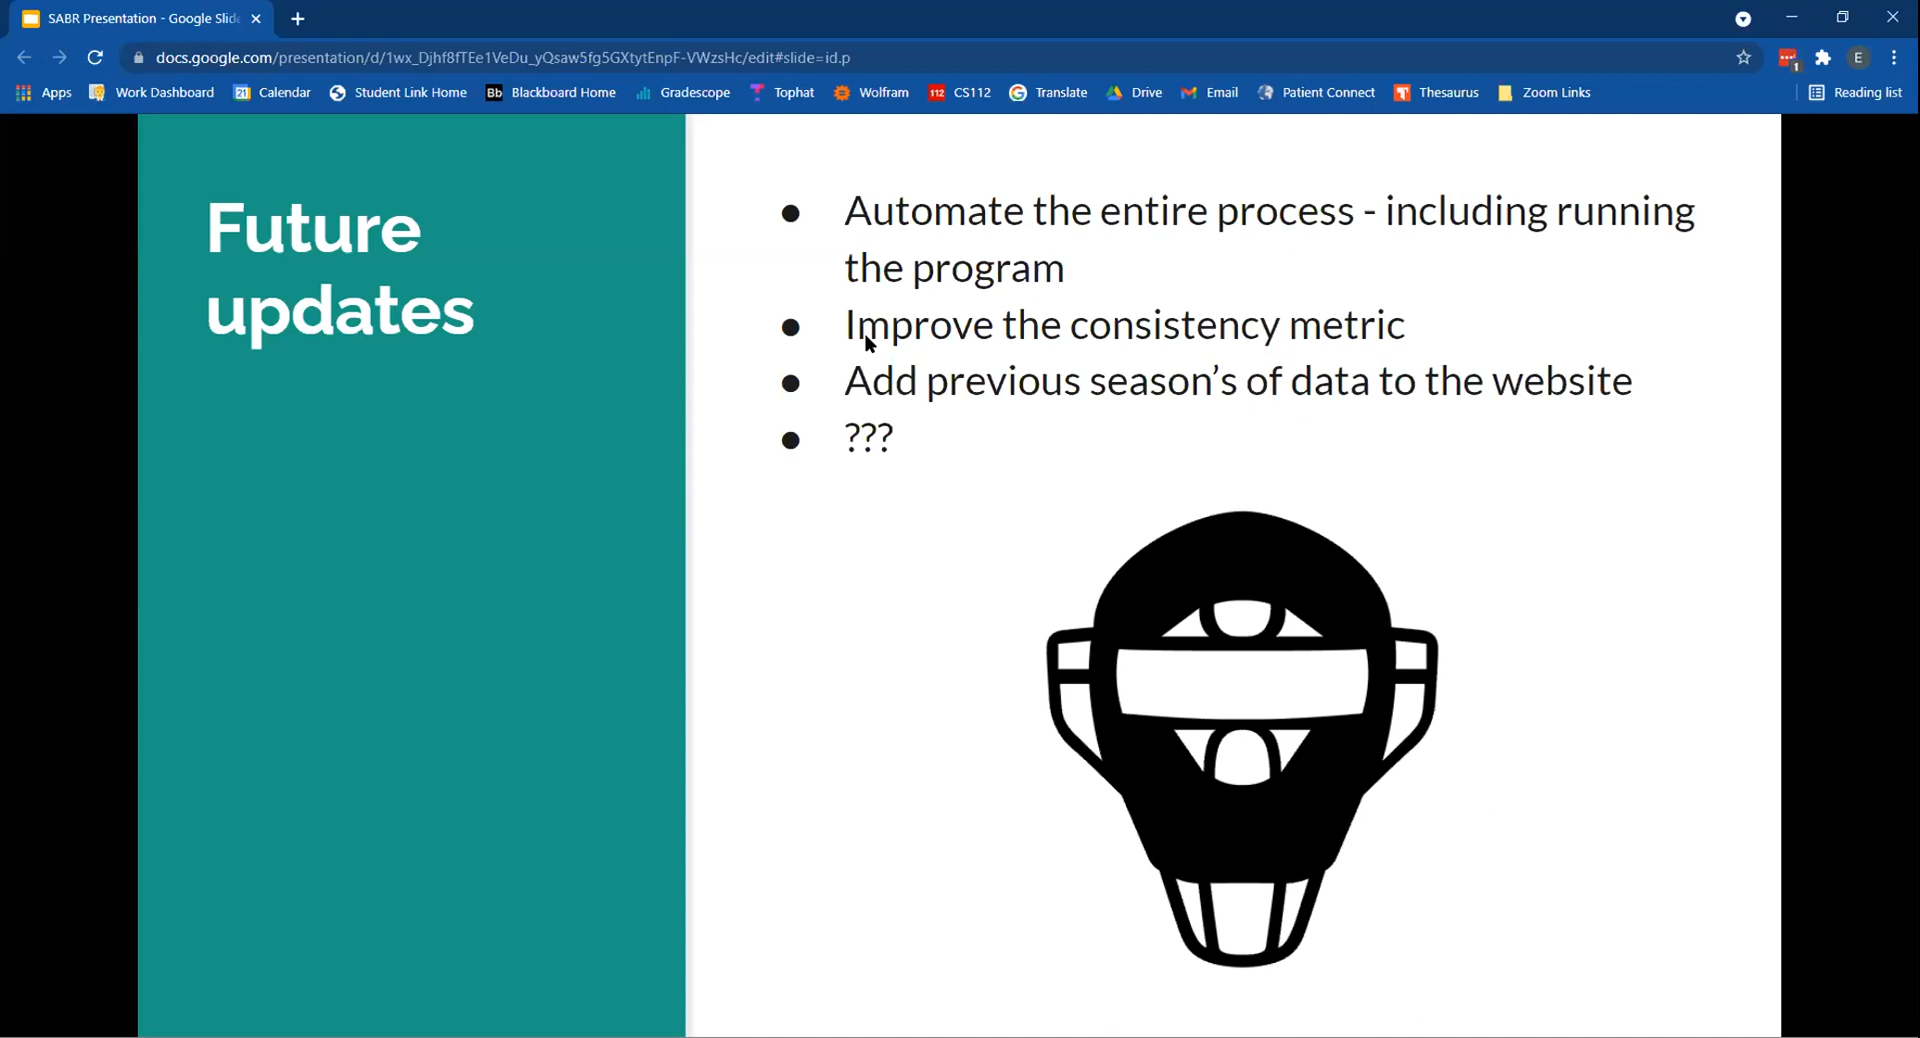 SABR Presentation - Google Slid
docs.google.com/presentation/d/1wx_Djhf8fTEe1VeDu_yQsaw5fg5GXtytEnpF-VWzsHc/edit#slide=id.p
1
E
Apps
21 Calendar
Work Dashboard
Student Link Home
Bb Blackboard Home
Gradescope
Tophat
Wolfram
112 CS112
Translate
Drive
Email
Patient Connect
Thesaurus
Zoom Links
Reading list
Future
updates
● Automate the entire process - including running
the program
● Improve the consistency metric
● Add previous season’s of data to the website
● ???